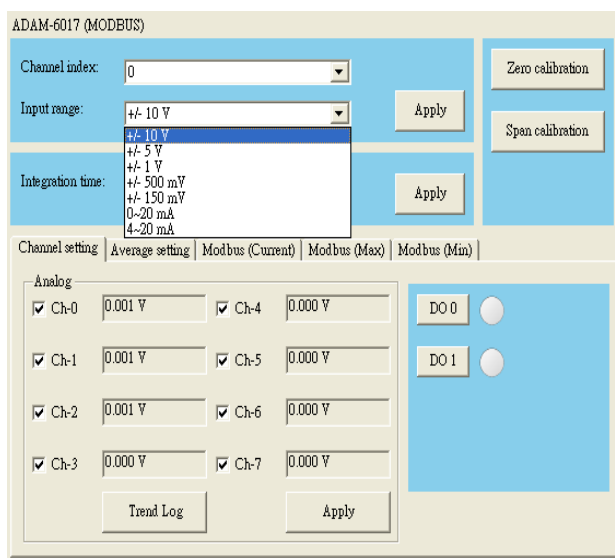 ADAM-6017 (MODBUS)
Channel index: 0
Zero calibration
Input range: +/- 10 V
Apply
Span calibration
+/- 10 V
+/- 5 V
+/- 1 V
+/- 500 mV
+/- 150 mV
0~20 mA
4~20 mA
Integration time:
Apply
Channel setting Average setting Modbus (Current) Modbus (Max) Modbus (Min)
Analog
Ch-0 0.001 V Ch-4 0.000 V DO 0
Ch-1 0.001 V Ch-5 0.000 V DO 1
Ch-2 0.001 V Ch-6 0.000 V
Ch-3 0.000 V Ch-7 0.000 V
Trend Log Apply